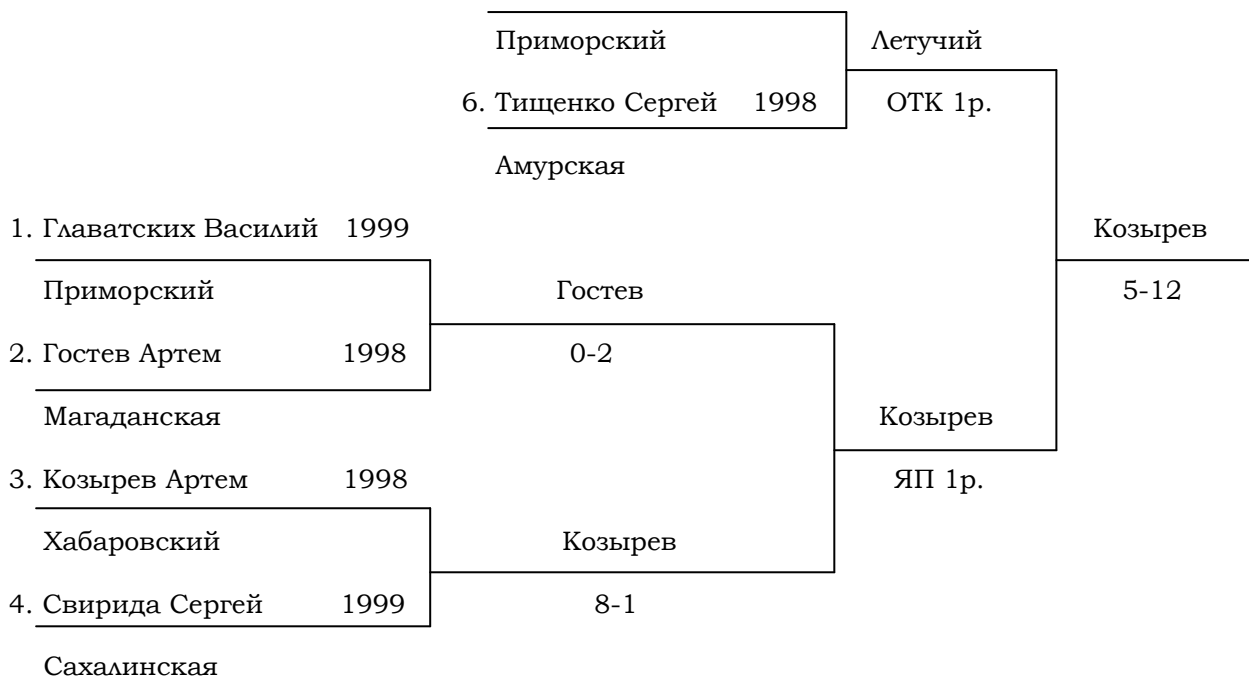 Приморский Летучий
6. Тищенко Сергей 1998 ОТК 1р.
Амурская
1. Главатских Василий 1999 Козырев
Приморский Гостев 5-12
2. Гостев Артем 1998 0-2
Магаданская Козырев
3. Козырев Артем 1998 ЯП 1р.
Хабаровский Козырев
4. Свирида Сергей 1999 8-1
Сахалинская